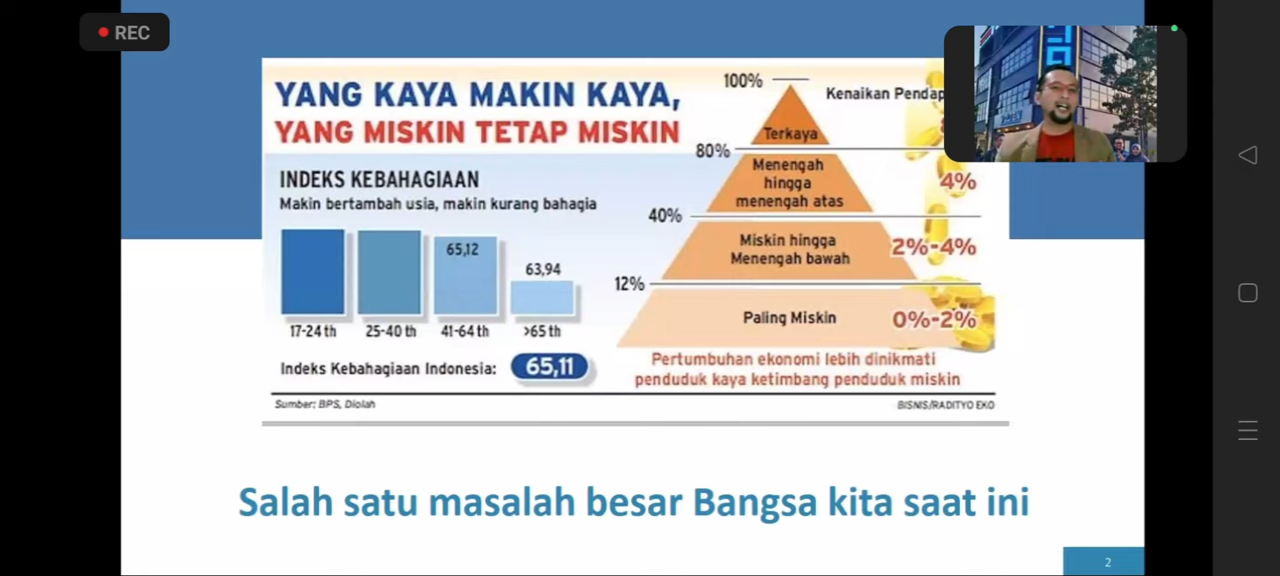 REC
YANG KAYA MAKIN KAYA,
YANG MISKIN TETAP MISKIN
INDEKS KEBAHAGIAAN
Makin bertambah usia, makin kurang bahagia
65,12
63,94
17-24 th
25-40 th
41-64 th
>65 th
Indeks Kebahagiaan Indonesia:
65,11
100%
Kenaikan Pendap
Terkaya
80%
Menengah
hingga
menengah atas
4%
40%
Miskin hingga
Menengah bawah
2%-4%
12%
Paling Miskin
0%-2%
Pertumbuhan ekonomi lebih dinikmati
penduduk kaya ketimbang penduduk miskin
Sumber: BPS, Diolah
BISNIS/RADITYO EKO
Salah satu masalah besar Bangsa kita saat ini
2